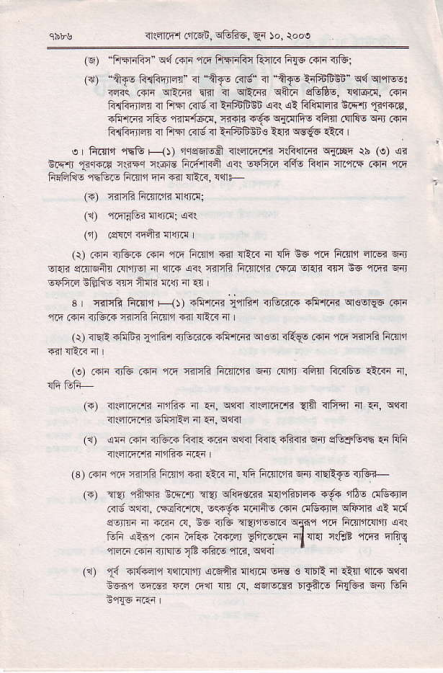 ৭৯৮৬ বাংলাদেশ গেজেট, অতিরিক্ত, জুন ১০, ২০০৩
(জ) “শিক্ষানবিস” অর্থ কোন পদে শিক্ষানবিস হিসাবে নিযুক্ত কোন ব্যক্তি;
(ঝ) “স্বীকৃত বিশ্ববিদ্যালয়” বা “স্বীকৃত বোর্ড” বা “স্বীকৃত ইনস্টিটিউট” অর্থ আপাততঃ
বলবৎ কোন আইনের দ্বারা বা আইনের অধীনে প্রতিষ্ঠিত, যথাক্রমে, কোন
বিশ্ববিদ্যালয় বা শিক্ষা বোর্ড বা ইনস্টিটিউট এবং এই বিধিমালার উদ্দেশ্য পূরণকল্পে,
কমিশনের সহিত পরামর্শক্রমে, সরকার কর্তৃক অনুমোদিত বলিয়া ঘোষিত অন্য কোন
বিশ্ববিদ্যালয় বা শিক্ষা বোর্ড বা ইনস্টিটিউটও ইহার অন্তর্ভুক্ত হইবে।
৩। নিয়োগ পদ্ধতি।—(১) গণপ্রজাতন্ত্রী বাংলাদেশের সংবিধানের অনুচ্ছেদ ২৯ (৩) এর
উদ্দেশ্য পূরণকল্পে সংরক্ষণ সংক্রান্ত নির্দেশাবলী এবং তফসিলে বর্ণিত বিধান সাপেক্ষে কোন পদে
নিম্নলিখিত পদ্ধতিতে নিয়োগ দান করা যাইবে, যথাঃ—
(ক) সরাসরি নিয়োগের মাধ্যমে;
(খ) পদোন্নতির মাধ্যমে; এবং
(গ) প্রেষণে বদলীর মাধ্যমে।
(২) কোন ব্যক্তিকে কোন পদে নিয়োগ করা যাইবে না যদি উক্ত পদে নিয়োগ লাভের জন্য
তাহার প্রয়োজনীয় যোগ্যতা না থাকে এবং সরাসরি নিয়োগের ক্ষেত্রে তাহার বয়স উক্ত পদের জন্য
তফসিলে উল্লিখিত বয়স সীমার মধ্যে না হয়।
৪। সরাসরি নিয়োগ।—(১) কমিশনের সুপারিশ ব্যতিরেকে কমিশনের আওতাভুক্ত কোন
পদে কোন ব্যক্তিকে সরাসরি নিয়োগ করা যাইবে না।
(২) বাছাই কমিটির সুপারিশ ব্যতিরেকে কমিশনের আওতা বর্হিভূত কোন পদে সরাসরি নিয়োগ
করা যাইবে না।
(৩) কোন ব্যক্তি কোন পদে সরাসরি নিয়োগের জন্য যোগ্য বলিয়া বিবেচিত হইবেন না,
যদি তিনি—
(ক) বাংলাদেশের নাগরিক না হন, অথবা বাংলাদেশের স্থায়ী বাসিন্দা না হন, অথবা
বাংলাদেশের ডমিসাইল না হন, অথবা
(খ) এমন কোন ব্যক্তিকে বিবাহ করেন অথবা বিবাহ করিবার জন্য প্রতিশ্রুতিবদ্ধ হন যিনি
বাংলাদেশের নাগরিক নহেন।
(৪) কোন পদে সরাসরি নিয়োগ করা হইবে না, যদি নিয়োগের জন্য বাছাইকৃত ব্যক্তির—
(ক) স্বাস্থ্য পরীক্ষার উদ্দেশ্যে স্বাস্থ্য অধিদপ্তরের মহাপরিচালক কর্তৃক গঠিত মেডিক্যাল
বোর্ড অথবা, ক্ষেত্রবিশেষে, তৎকর্তৃক মনোনীত কোন মেডিক্যাল অফিসার এই মর্মে
প্রত্যায়ন না করেন যে, উক্ত ব্যক্তি স্বাস্থ্যগতভাবে অনুরূপ পদে নিয়োগযোগ্য এবং
তিনি এইরূপ কোন দৈহিক বৈকল্যে ভুগিতেছেন না, যাহা সংশ্লিষ্ট পদের দায়িত্ব
পালনে কোন ব্যাঘাত সৃষ্টি করিতে পারে, অথবা
(খ) পূর্ব কার্যকলাপ যথাযোগ্য এজেন্সীর মাধ্যমে তদন্ত ও যাচাই না হইয়া থাকে অথবা
উক্তরূপ তদন্তের ফলে দেখা যায় যে, প্রজাতন্ত্রের চাকুরীতে নিযুক্তির জন্য তিনি
উপযুক্ত নহেন।